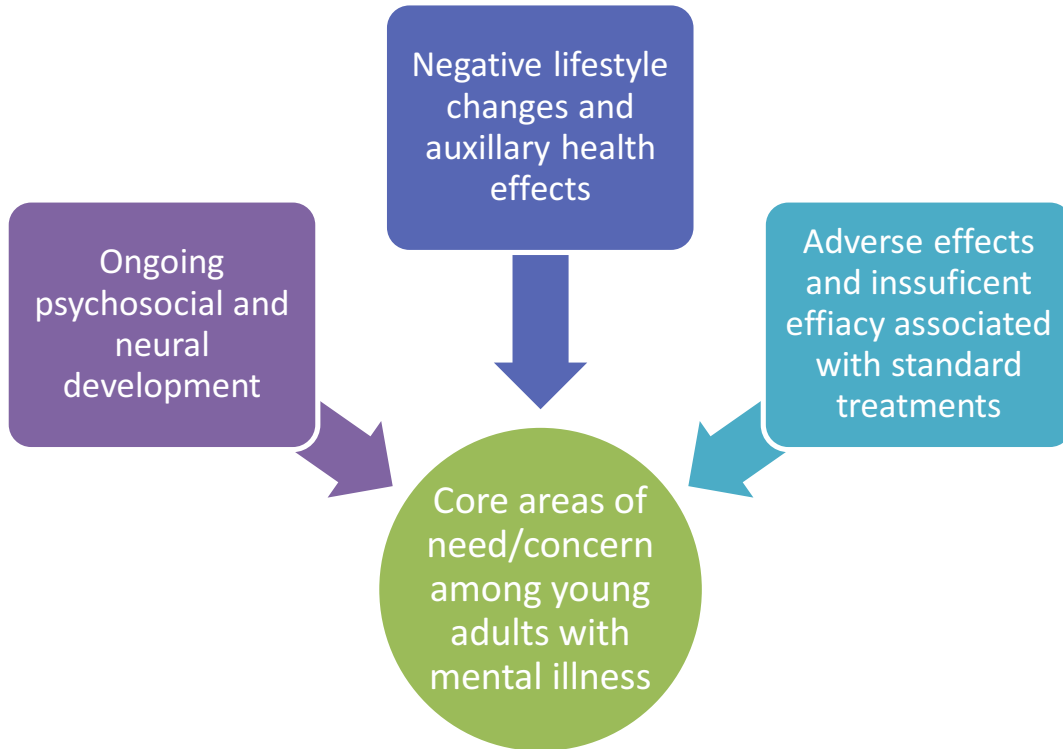 Negative lifestyle
changes and
auxillary health
effects
Ongoing
psychosocial and
neural
development
Adverse effects
and inssuficent
effiacy associated
with standard
treatments
Core areas of
need/concern
among young
adults with
mental illness